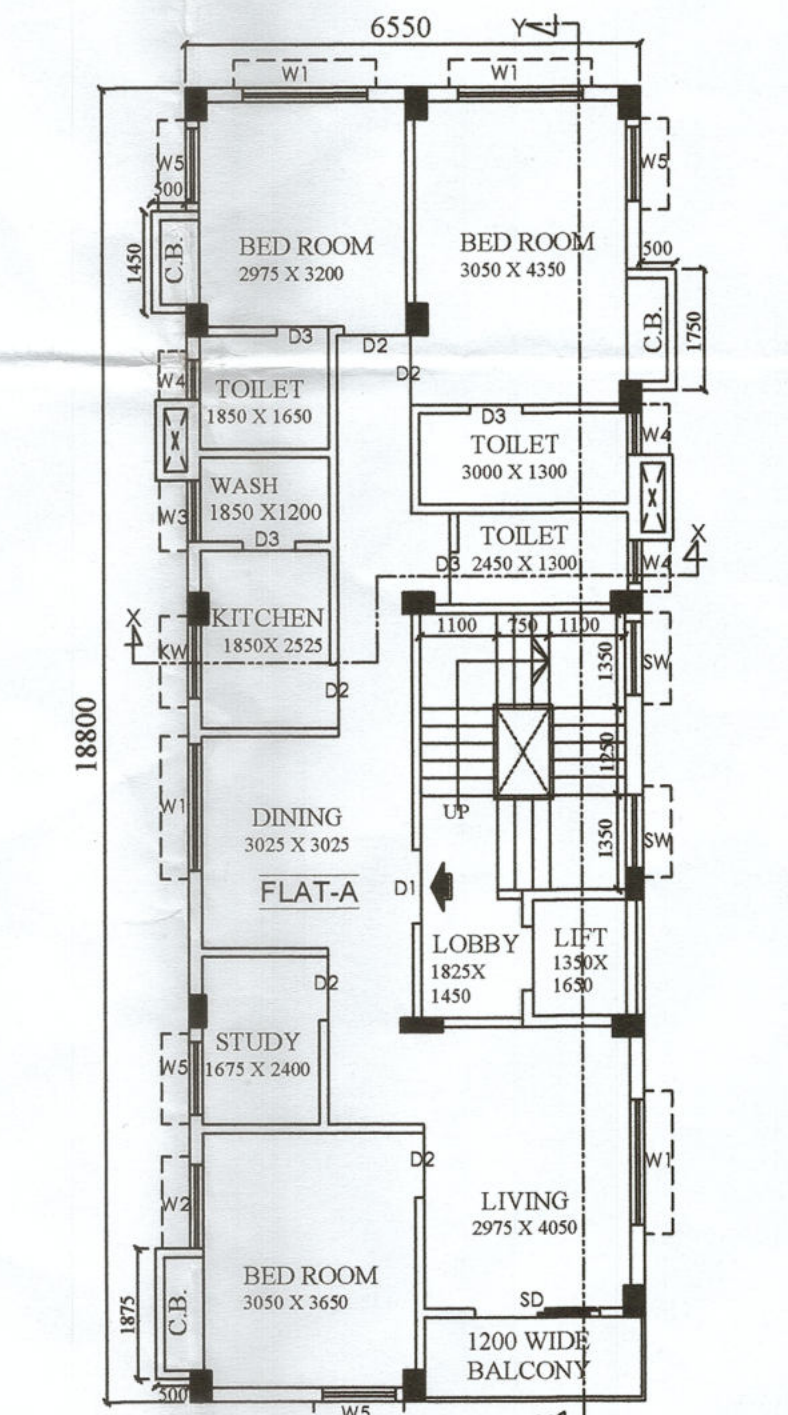 6550
Y
W1
W1
W5
W5
500
1450
C.B.
BED ROOM
2975 X 3200
BED ROOM
3050 X 4350
500
C.B.
1750
D3
D2
D2
W4
TOILET
1850 X 1650
D3
TOILET
3000 X 1300
W4
WASH
1850 X1200
W3
D3
TOILET
2450 X 1300
D3
W4
X
X
KITCHEN
1850X 2525
KW
D2
1100
750
1100
1350
SW
1250
18800
W1
DINING
3025 X 3025
UP
1350
SW
FLAT-A
D1
LOBBY
1825X
1450
LIFT
1350X
1650
D2
STUDY
1675 X 2400
W5
D2
W1
W2
LIVING
2975 X 4050
BED ROOM
3050 X 3650
1875
C.B.
SD
1200 WIDE
BALCONY
500
W5